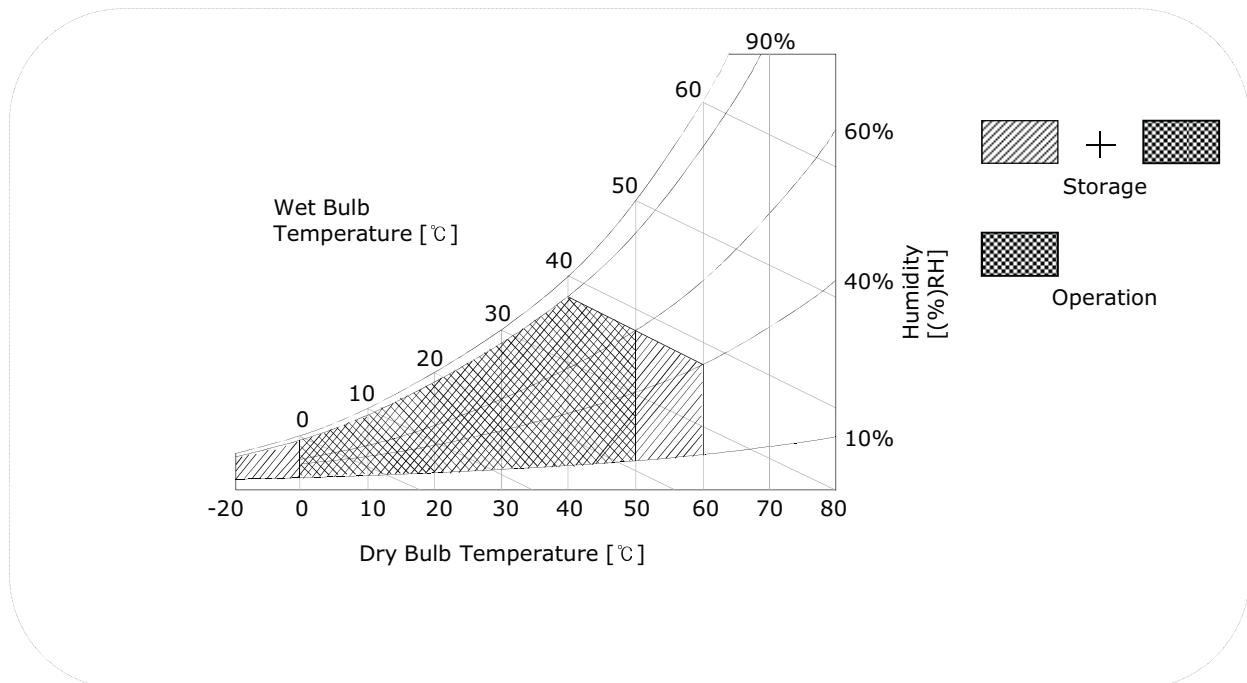 90%
60
60%
50
Wet Bulb
Temperature [℃]
40
40%
30
20
10
0
10%
Humidity
[(%)RH]
-20 0 10 20 30 40 50 60 70 80
Dry Bulb Temperature [℃]
Storage
Operation